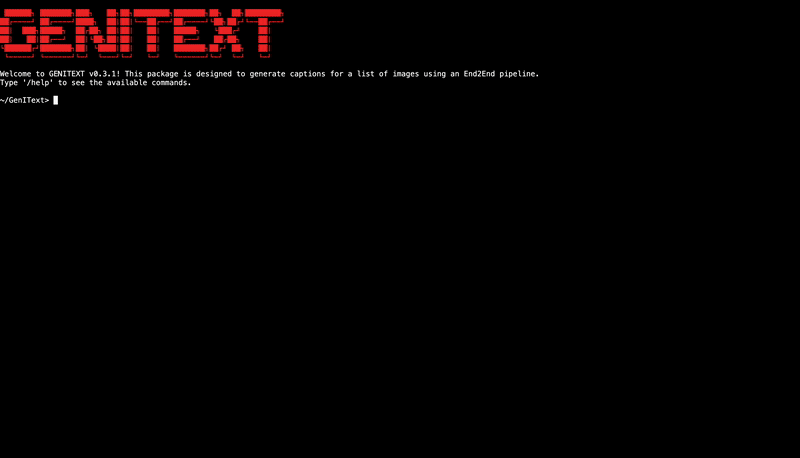 GENITEXT
Welcome to GENITEXT v0.3.1! This package is designed to generate captions for a list of images using an End2End pipeline.
Type '/help' to see the available commands.
~/GenIText>